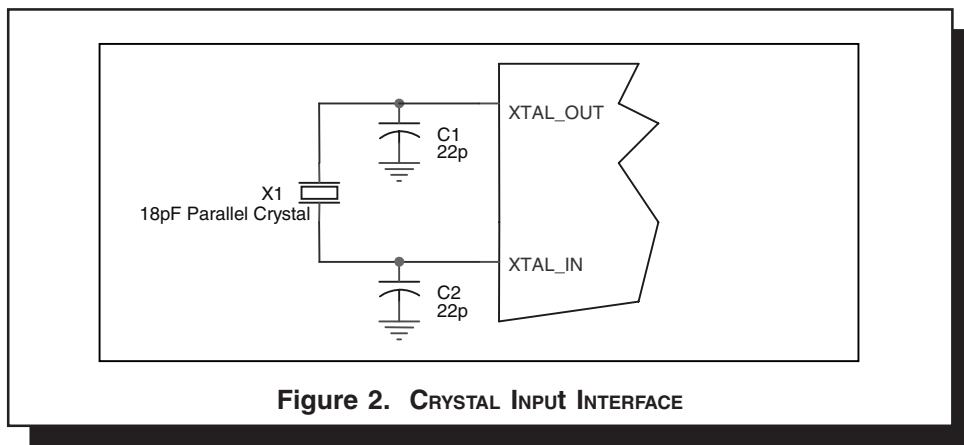 XTAL_OUT
C1
22p
X1
18pF Parallel Crystal
XTAL_IN
C2
22p
Figure 2. CRYSTAL INPUt INTERFACE